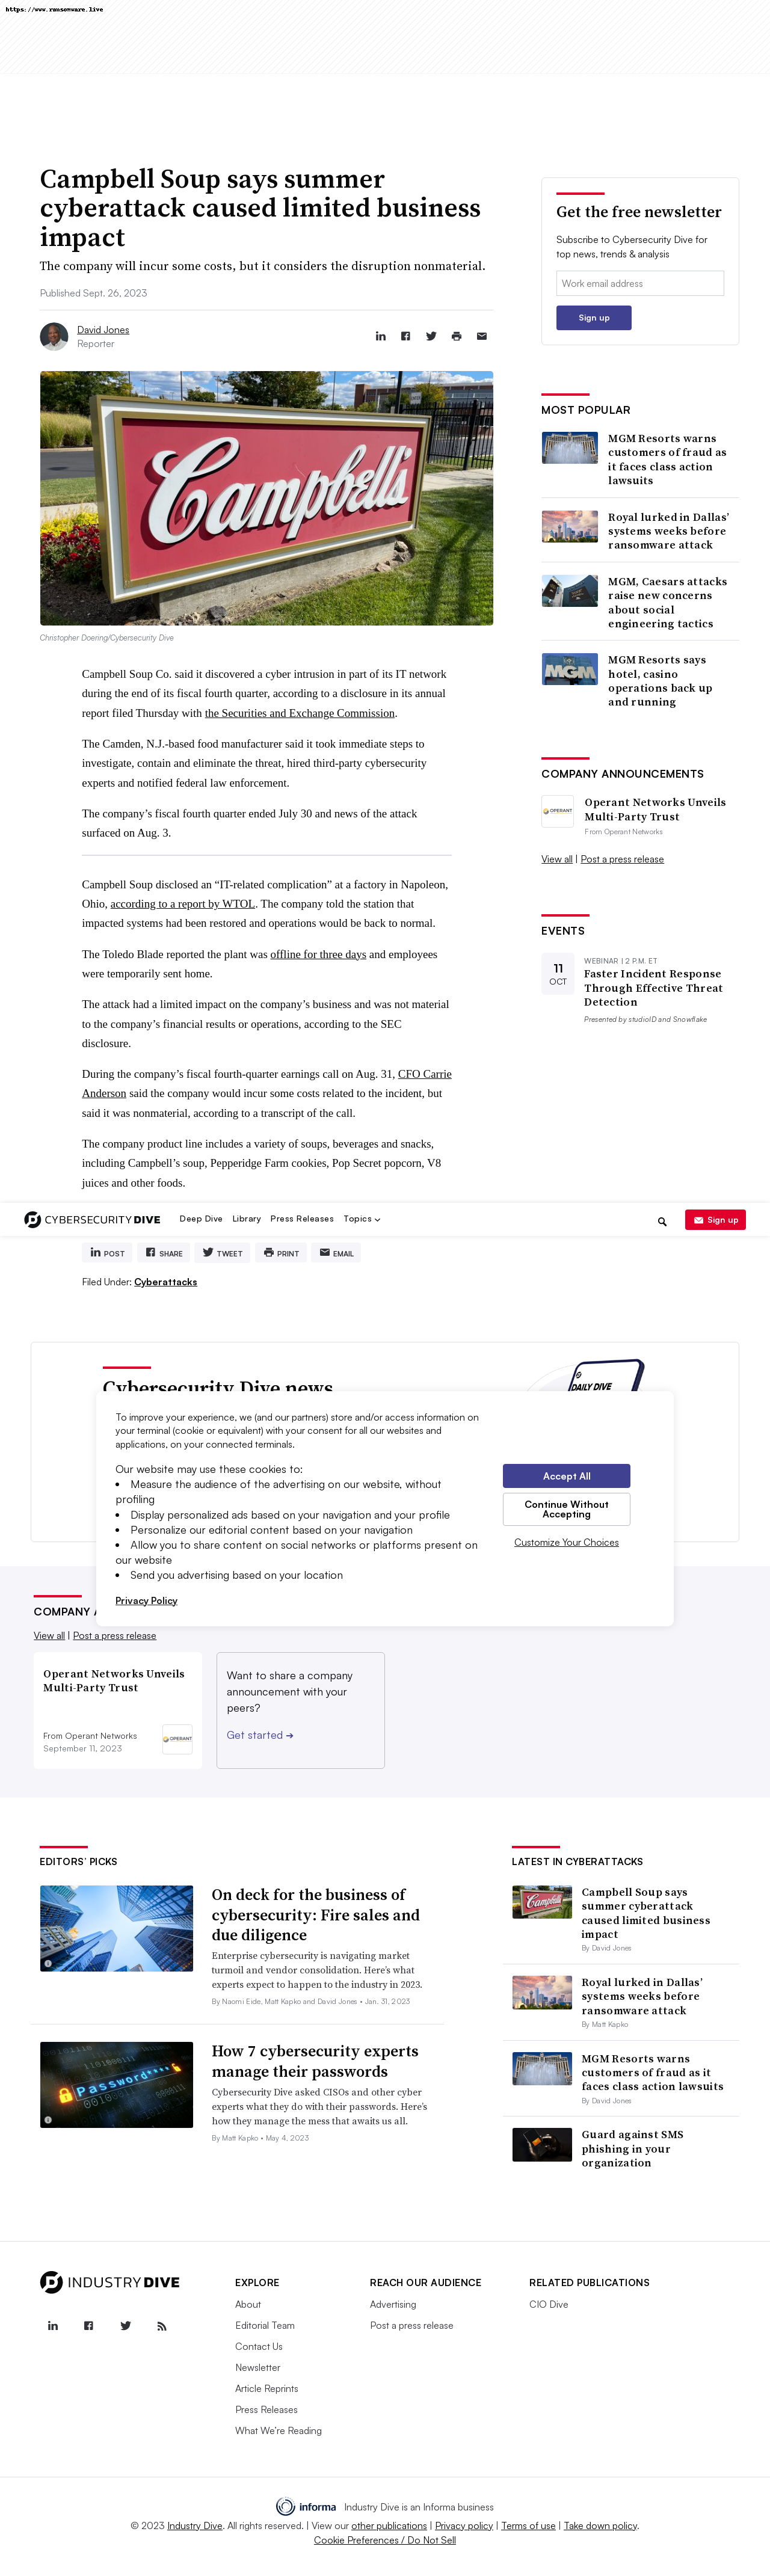 https://www.ransomware.live
Campbell Soup says summer
cyberattack caused limited business
impact
The company will incur some costs, but it considers the disruption nonmaterial.
Published Sept. 26, 2023
David Jones
Reporter
Campbell's
Christopher Doering/Cybersecurity Dive
Campbell Soup Co. said it discovered a cyber intrusion in part of its IT network
during the end of its fiscal fourth quarter, according to a disclosure in its annual
report filed Thursday with the Securities and Exchange Commission.
The Camden, N.J.-based food manufacturer said it took immediate steps to
investigate, contain and eliminate the threat, hired third-party cybersecurity
experts and notified federal law enforcement.
The company's fiscal fourth quarter ended July 30 and news of the attack
surfaced on Aug. 3.
Campbell Soup disclosed an “IT-related complication” at a factory in Napoleon,
Ohio, according to a report by WTOL. The company told the station that
impacted systems had been restored and operations would be back to normal.
The Toledo Blade reported the plant was offline for three days and employees
were temporarily sent home.
The attack had a limited impact on the company’s business and was not material
to the company’s financial results or operations, according to the SEC
disclosure.
During the company’s fiscal fourth-quarter earnings call on Aug. 31, CFO Carrie
Anderson said the company would incur some costs related to the incident, but
said it was nonmaterial, according to a transcript of the call.
The company product line includes a variety of soups, beverages and snacks,
including Campbell’s soup, Pepperidge Farm cookies, Pop Secret popcorn, V8
juices and other foods.
Get the free newsletter
Subscribe to Cybersecurity Dive for
top news, trends & analysis
Work email address
Sign up
MOST POPULAR
MGM Resorts warns
customers of fraud as
it faces class action
lawsuits
Royal lurked in Dallas’
systems weeks before
ransomware attack
MGM, Caesars attacks
raise new concerns
about social
engineering tactics
MGM
MGM Resorts says
hotel, casino
operations back up
and running
COMPANY ANNOUNCEMENTS
OPERANT
Operant Networks Unveils
Multi-Party Trust
From Operant Networks
View all | Post a press release
EVENTS
11
OCT
WEBINAR | 2 P.M. ET
Faster Incident Response
Through Effective Threat
Detection
Presented by studioID and Snowflake
CYBERSECURITY DIVE
Deep Dive
Library
Press Releases
Topics
Sign up
POST
SHARE
TWEET
PRINT
EMAIL
Filed Under: Cyberattacks
Cybersecurity Dive news
DAILY DIVE
To improve your experience, we (and our partners) store and/or access information on
your terminal (cookie or equivalent) with your consent for all our websites and
applications, on your connected terminals.
Our website may use these cookies to:
• Measure the audience of the advertising on our website, without
profiling
• Display personalized ads based on your navigation and your profile
• Personalize our editorial content based on your navigation
• Allow you to share content on social networks or platforms present on
our website
• Send you advertising based on your location
Privacy Policy
Accept All
Continue Without
Accepting
Customize Your Choices
COMPANY
View all | Post a press release
Operant Networks Unveils
Multi-Party Trust
From Operant Networks
September 11, 2023
OPERANT
Want to share a company
announcement with your
peers?
Get started ➔
EDITORS’ PICKS
On deck for the business of
cybersecurity: Fire sales and
due diligence
Enterprise cybersecurity is navigating market
turmoil and vendor consolidation. Here’s what
experts expect to happen to the industry in 2023.
By Naomi Eide, Matt Kapko and David Jones • Jan. 31, 2023
Password
How 7 cybersecurity experts
manage their passwords
Cybersecurity Dive asked CISOs and other cyber
experts what they do with their passwords. Here’s
how they manage the mess that awaits us all.
By Matt Kapko • May 4, 2023
LATEST IN CYBERATTACKS
Campbell's
Campbell Soup says
summer cyberattack
caused limited business
impact
By David Jones
Royal lurked in Dallas’
systems weeks before
ransomware attack
By Matt Kapko
MGM Resorts warns
customers of fraud as it
faces class action lawsuits
By David Jones
Guard against SMS
phishing in your
organization
INDUSTRY DIVE
EXPLORE
About
Editorial Team
Contact Us
Newsletter
Article Reprints
Press Releases
What We’re Reading
REACH OUR AUDIENCE
Advertising
Post a press release
RELATED PUBLICATIONS
CIO Dive
informa
Industry Dive is an Informa business
© 2023 Industry Dive. All rights reserved. | View our other publications | Privacy policy | Terms of use | Take down policy.
Cookie Preferences / Do Not Sell